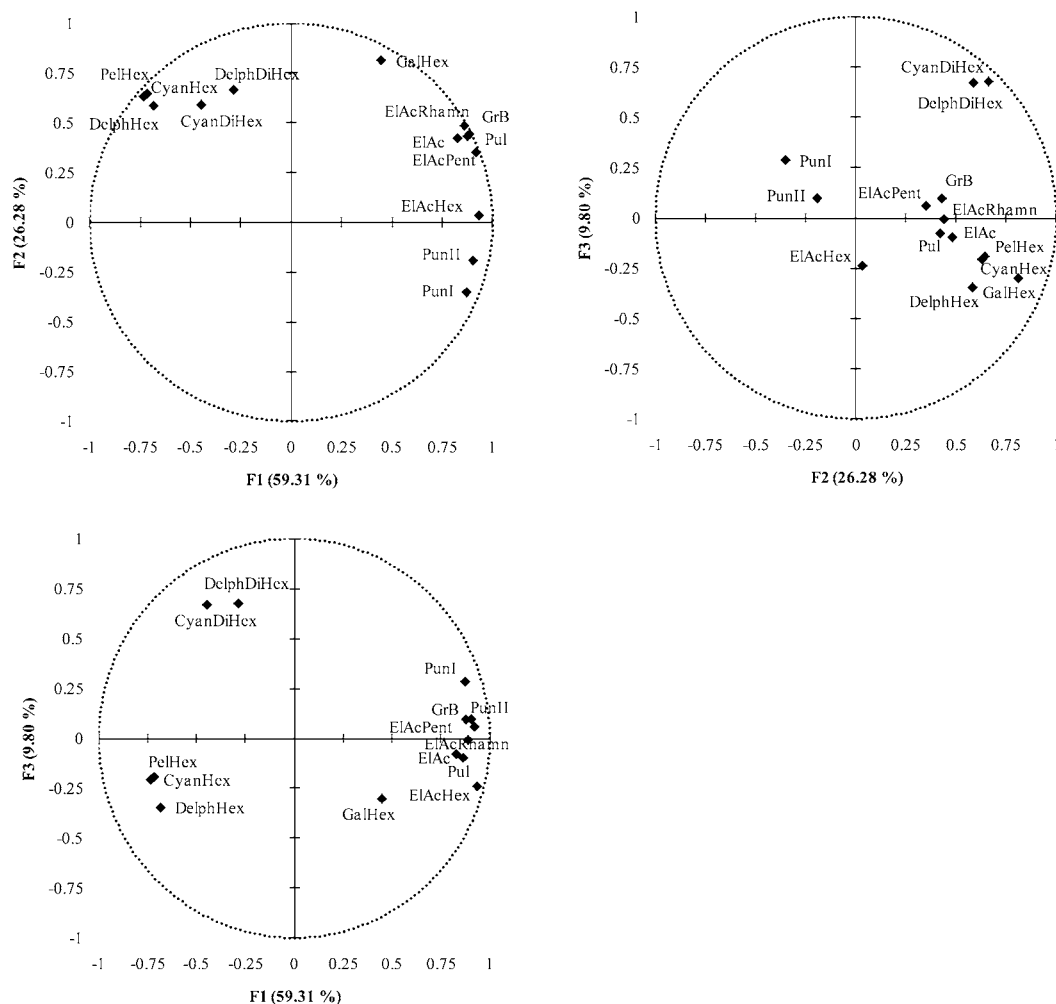 1
0.75
0.5
0.25
0
-0.25
-0.5
-0.75
-1
F2 (26.28 %)
PelHex
CyanHex
DelphDiHex
DelphHex
CyanDiHex
GalHex
ElAcRhamn
GrB
ElAc
Pul
ElAcPent
ElAcHex
PunII
PunI
-1 -0.75 -0.5 -0.25 0 0.25 0.5 0.75 1
F1 (59.31 %)
1
0.75
0.5
0.25
0
-0.25
-0.5
-0.75
-1
F3 (9.80 %)
CyanDiHex
DelphDiHex
PunI
PunII
ElAcPent
GrB
ElAcRhamn
Pul
ElAc
ElAcHex
PelHex
CyanHex
DelphHex
GalHex
-1 -0.75 -0.5 -0.25 0 0.25 0.5 0.75 1
F2 (26.28 %)
1
0.75
0.5
0.25
0
-0.25
-0.5
-0.75
-1
F3 (9.80 %)
DelphDiHex
CyanDiHex
PunI
GrB
PunII
ElAcPent
ElAcRhamn
ElAc
Pul
PelHex
CyanHex
DelphHex
ElAcHex
GalHex
-1 -0.75 -0.5 -0.25 0 0.25 0.5 0.75 1
F1 (59.31 %)